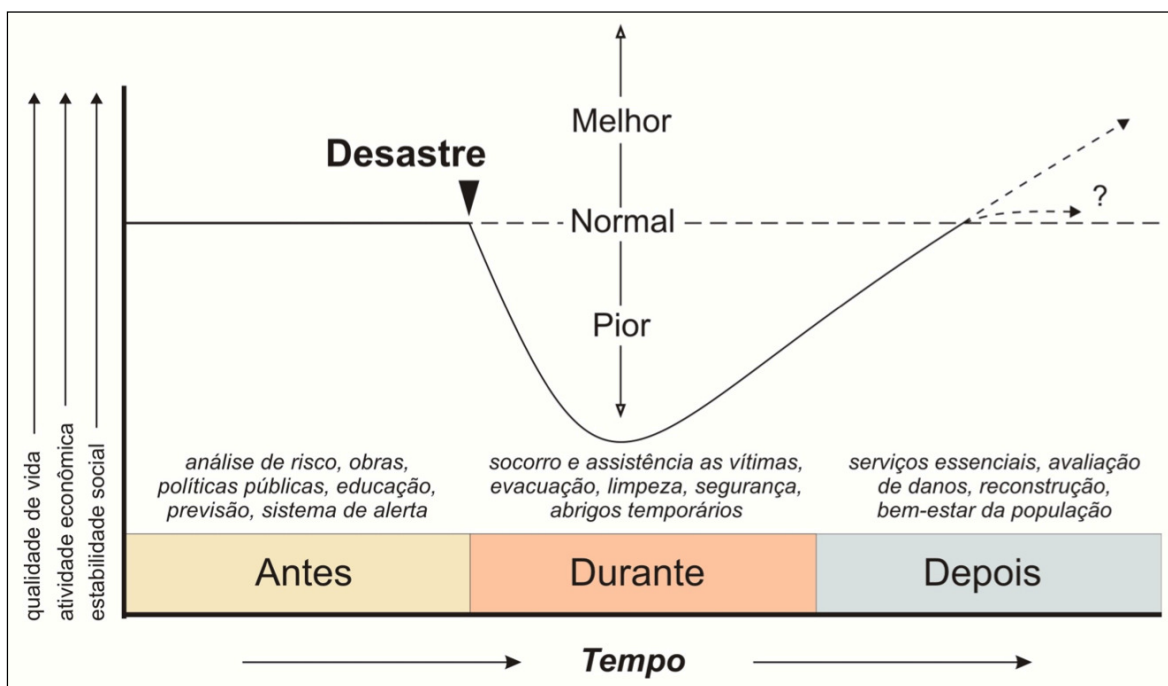 qualidade de vida
atividade econômica
estabilidade social
Desastre
Melhor
Normal
Pior
?
análise de risco, obras,
políticas públicas, educação,
previsão, sistema de alerta
socorro e assistência as vítimas,
evacuação, limpeza, segurança,
abrigos temporários
serviços essenciais, avaliação
de danos, reconstrução,
bem-estar da população
Antes
Durante
Depois
Tempo